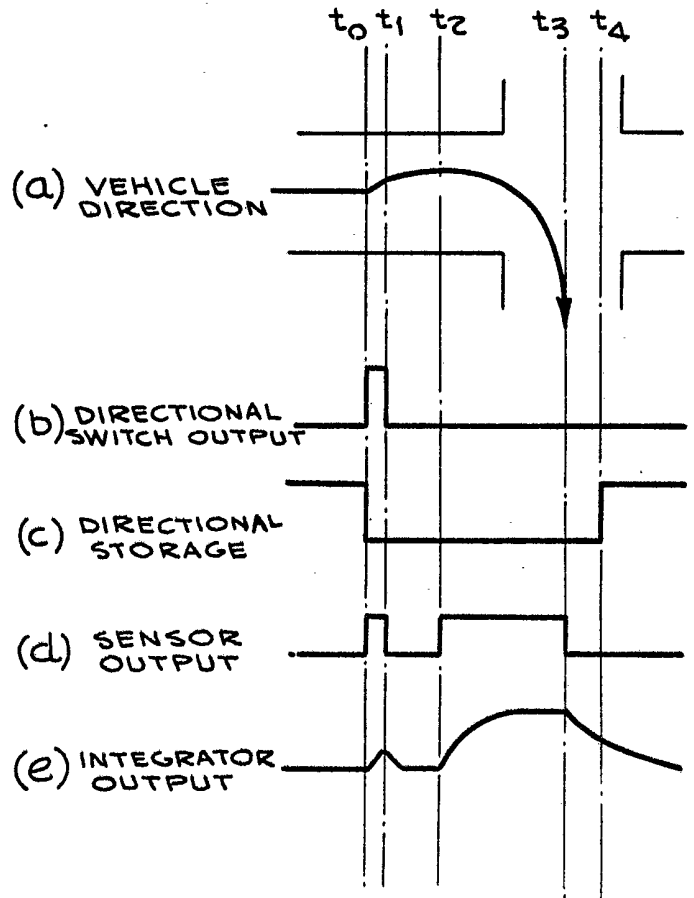 t0 t1 t2 t3 t4
(a) VEHICLE
DIRECTION
(b) DIRECTIONAL
SWITCH OUTPUT
(c) DIRECTIONAL
STORAGE
(d) SENSOR
OUTPUT
(e) INTEGRATOR
OUTPUT